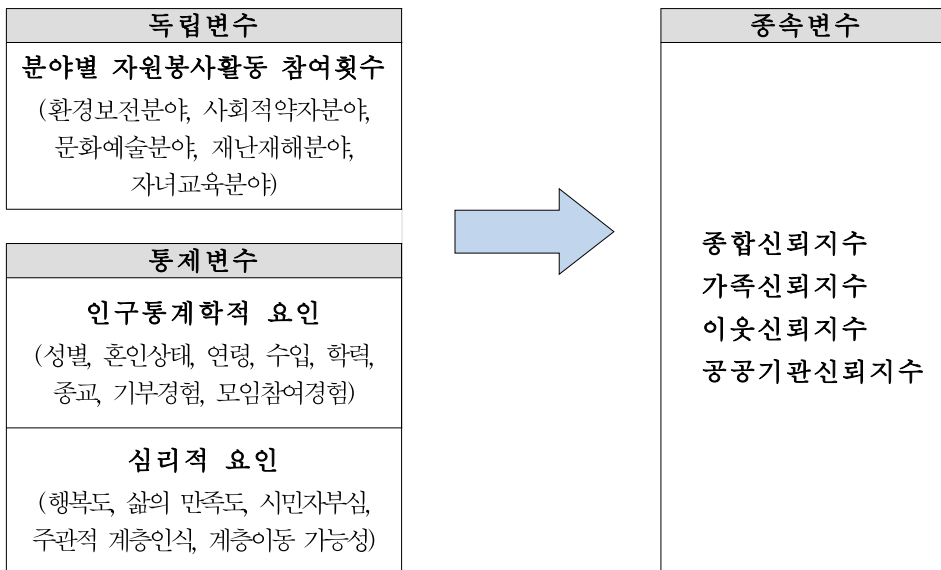 독립변수
분야별 자원봉사활동 참여횟수
(환경보전분야, 사회적약자분야,
문화예술분야, 재난재해분야,
자녀교육분야)
통제변수
인구통계학적 요인
(성별, 혼인상태, 연령, 수입, 학력,
종교, 기부경험, 모임참여경험)
심리적 요인
(행복도, 삶의 만족도, 시민자부심,
주관적 계층인식, 계층이동 가능성)
종속변수
종합신뢰지수
가족신뢰지수
이웃신뢰지수
공공기관신뢰지수